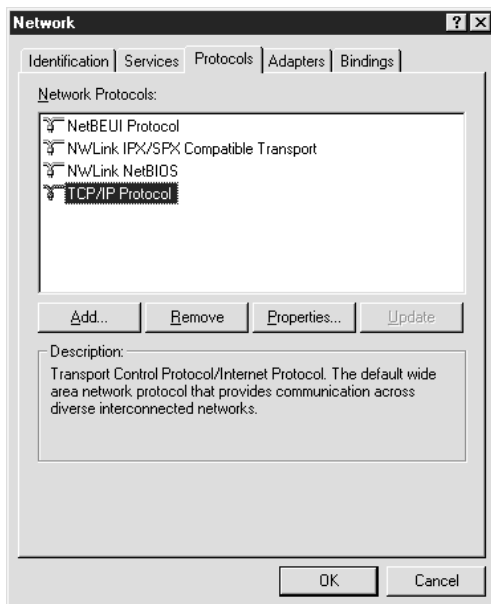 Network
? X
Identification Services Protocols Adapters Bindings
Network Protocols:
NetBEUI Protocol
NWLink IPX/SPX Compatible Transport
NWLink NetBIOS
TCP/IP Protocol
Add... Remove Properties... Update
Description:
Transport Control Protocol/Internet Protocol. The default wide
area network protocol that provides communication across
diverse interconnected networks.
OK Cancel